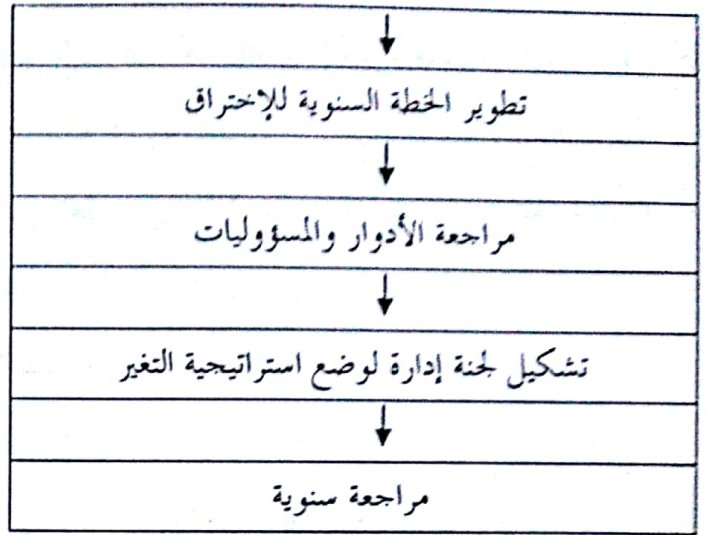 تطوير الخطة السنوية للإختراق
مراجعة الأدوار والمسؤوليات
تشكيل لجنة إدارة لوضع استراتيجية التغير
مراجعة سنوية